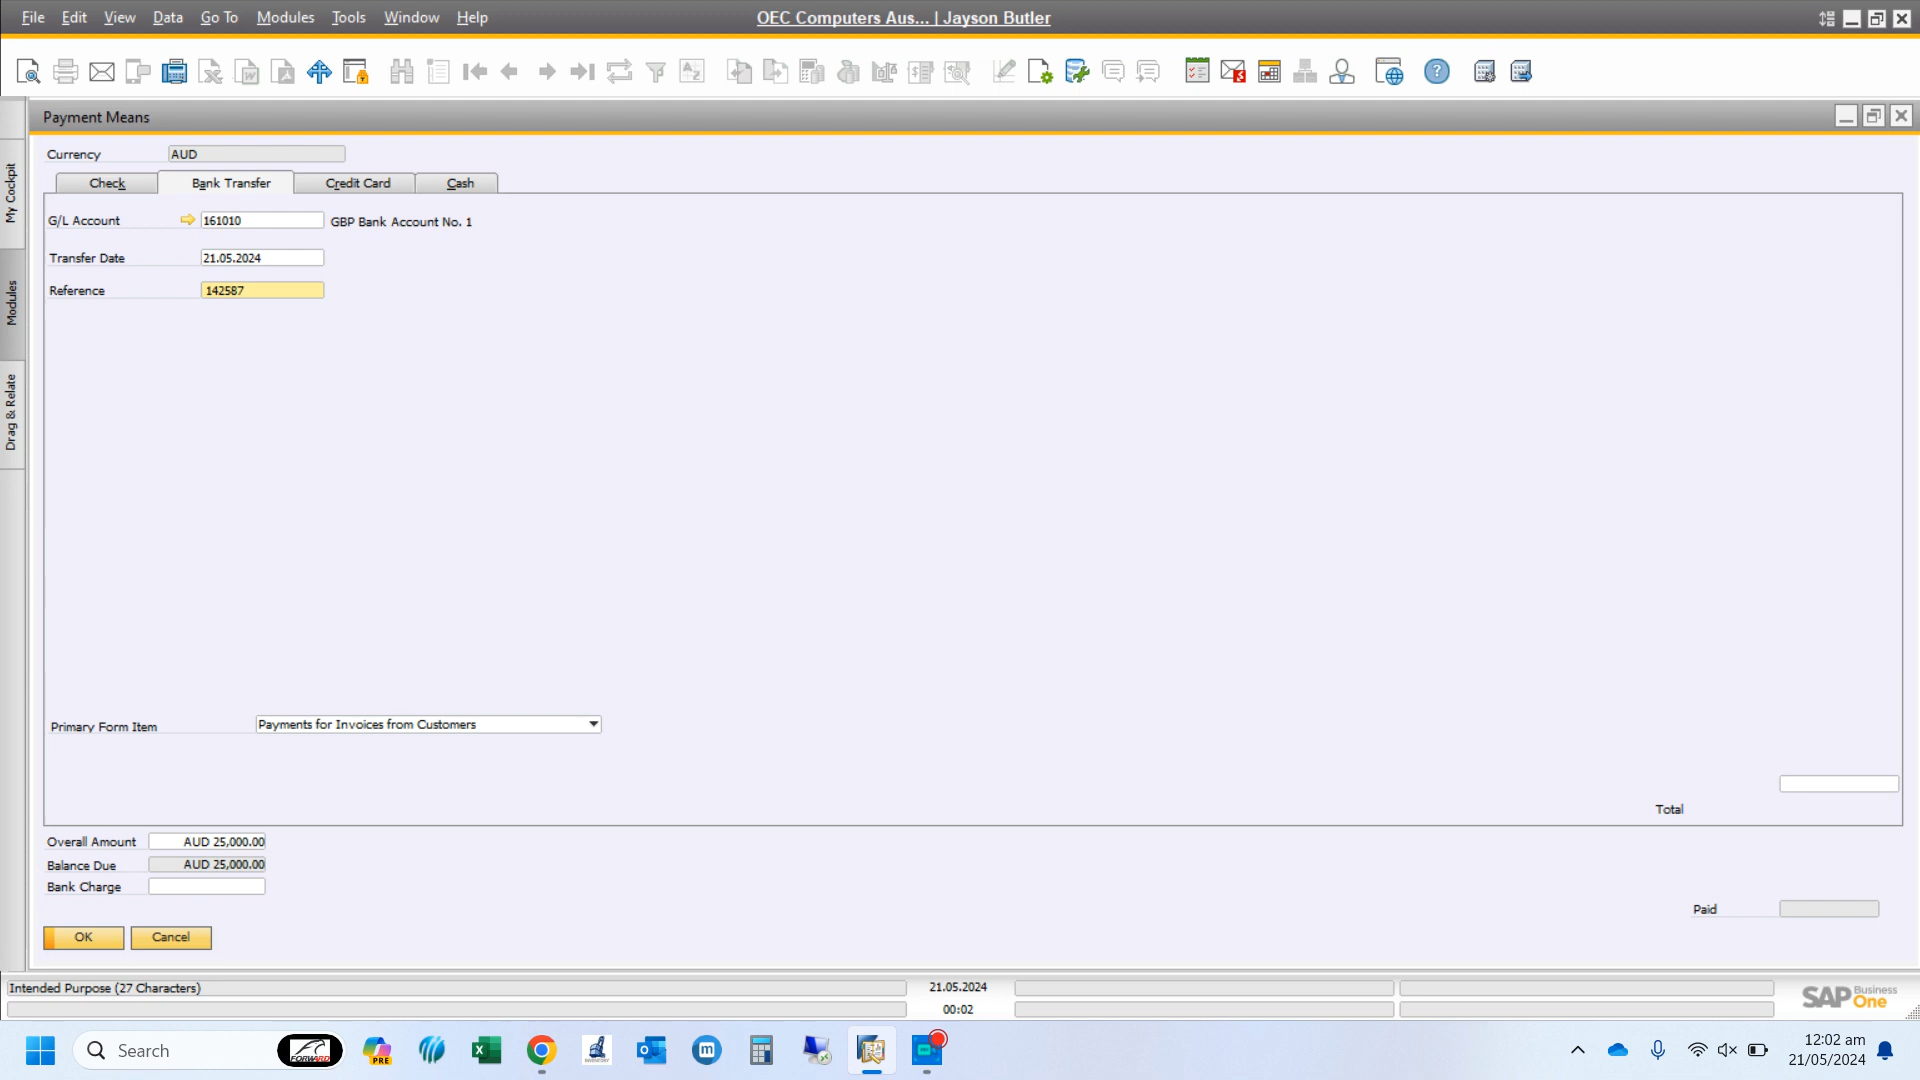 File Edit View Data Go To Modules Tools Window Help
OEC Computers Aus... | Jayson Butler
Payment Means
My Cockpit
Modules
Drag & Relate
Currency AUD
Check Bank Transfer Credit Card Cash
G/L Account 161010 GBP Bank Account No. 1
Transfer Date 21.05.2024
Reference 142587
Primary Form Item Payments for Invoices from Customers
Total
Overall Amount AUD 25,000.00
Balance Due AUD 25,000.00
Bank Charge
Paid
OK Cancel
Intended Purpose (27 Characters) 21.05.2024
00:02
SAP Business One
Search FORWARD PRE
12:02 am
21/05/2024